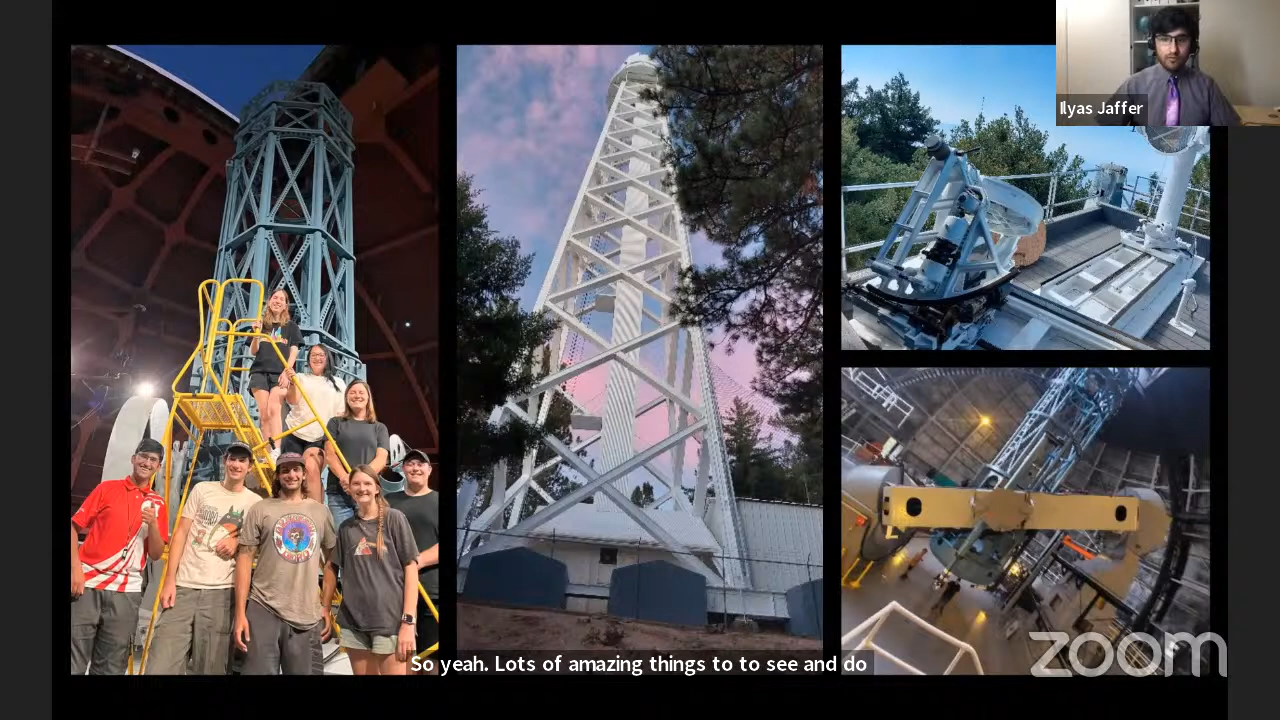 Ilyas Jaffer
So yeah. Lots of amazing things to to see and do
zoom